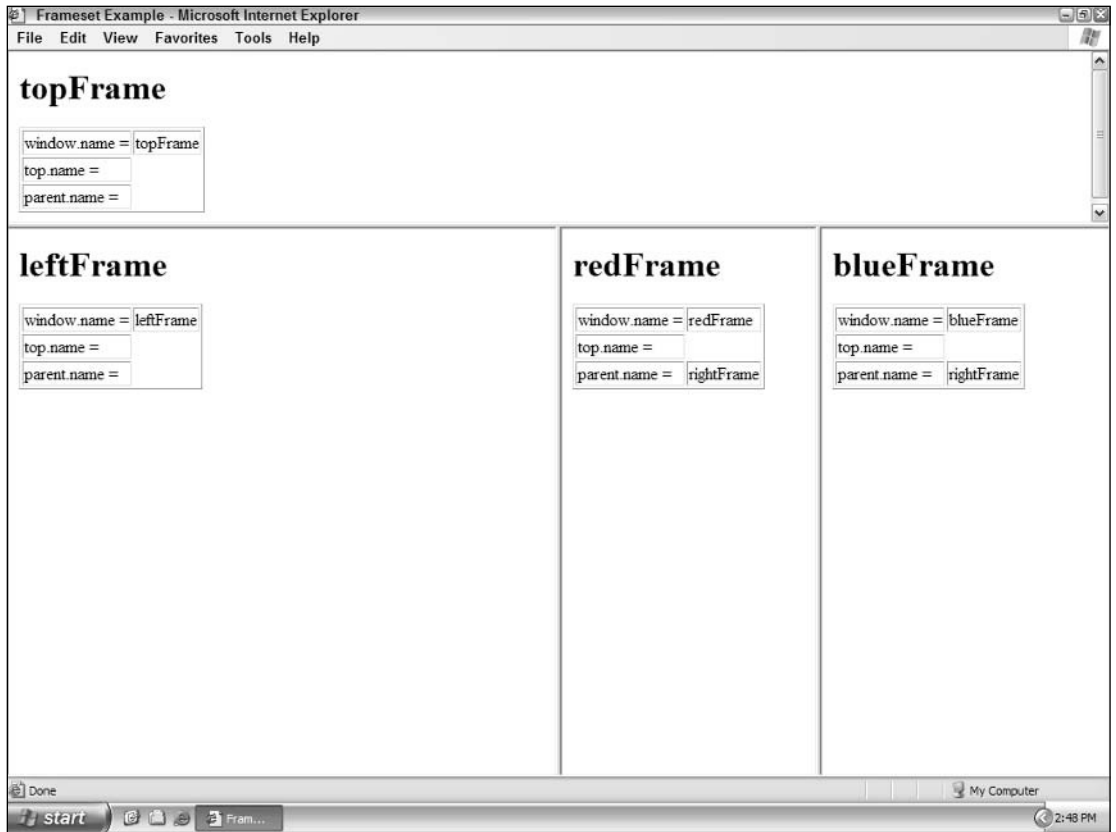 Frameset Example - Microsoft Internet Explorer
File Edit View Favorites Tools Help
topFrame
window.name = topFrame
top.name =
parent.name =
leftFrame
window.name = leftFrame
top.name =
parent.name =
redFrame
window.name = redFrame
top.name =
parent.name = rightFrame
blueFrame
window.name = blueFrame
top.name =
parent.name = rightFrame
Done
My Computer
start
Fram...
2:48 PM